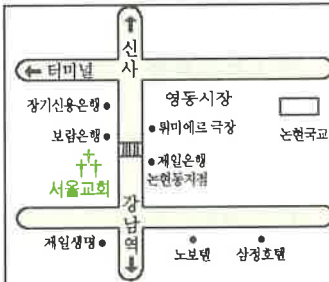 신사
← 터미널
장기신용은행
영동시장
뤼미에르 극장
논현국교
보람은행
제일은행
논현동지점
서울교회
강남역
제일생명
노보텔
삼정호텔